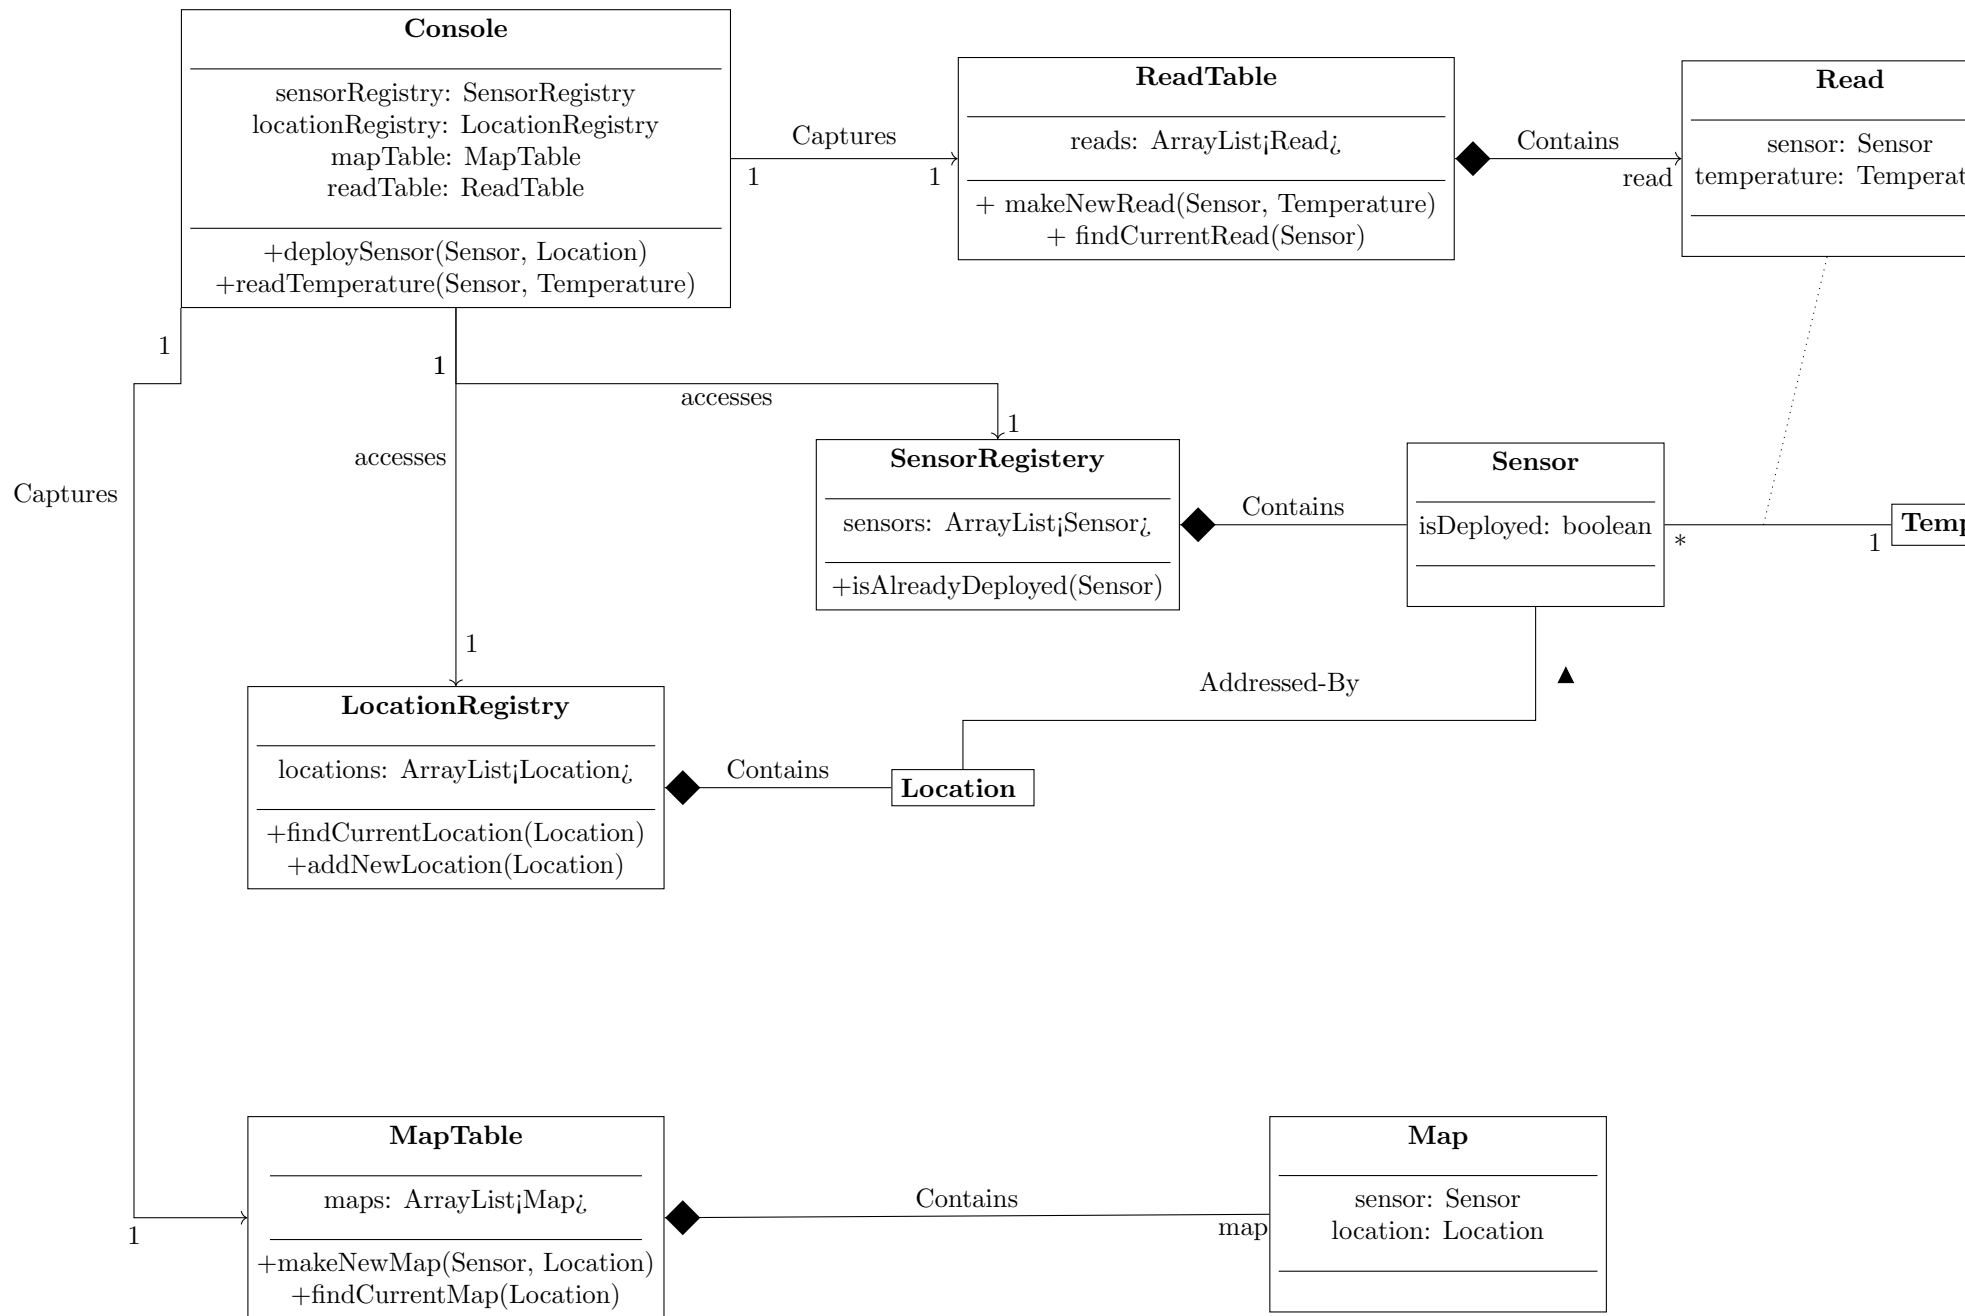 Console
sensorRegistry: SensorRegistry
locationRegistry: LocationRegistry
mapTable: MapTable
readTable: ReadTable
+deploySensor(Sensor, Location)
+readTemperature(Sensor, Temperature)
Captures
1
1
ReadTable
reads: ArrayList¡Read¿
+ makeNewRead(Sensor, Temperature)
+ findCurrentRead(Sensor)
Contains
read
Read
sensor: Sensor
temperature: Temperat
1
1
accesses
1
accesses
Captures
SensorRegistery
sensors: ArrayList¡Sensor¿
+isAlreadyDeployed(Sensor)
Contains
Sensor
isDeployed: boolean
*
1
Temp
1
Addressed-By
LocationRegistry
locations: ArrayList¡Location¿
+findCurrentLocation(Location)
+addNewLocation(Location)
Contains
Location
1
MapTable
maps: ArrayList¡Map¿
+makeNewMap(Sensor, Location)
+findCurrentMap(Location)
Contains
map
Map
sensor: Sensor
location: Location